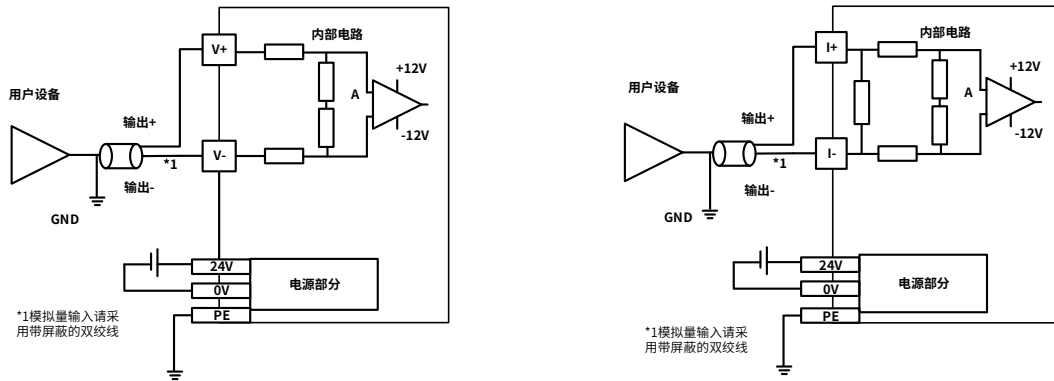 V+
内部电路
+12V
A
用户设备
输出+
-12V
V-
*1
输出-
GND
24V
电源部分
0V
PE
*1模拟量输入请采
用带屏蔽的双绞线
I+
内部电路
+12V
用户设备
A
输出+
-12V
I-
*1
输出-
GND
24V
电源部分
0V
PE
*1模拟量输入请采
用带屏蔽的双绞线